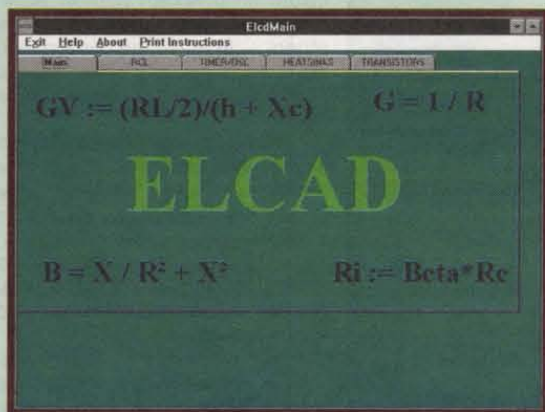 ElcdMain
Exit Help About Print Instructions
Main RCL TIMER/OSC HEATSINKS TRANSISTORS
GV := (RL/2)/(h + Xc) G = 1 / R
ELCAD
B = X / R² + X² Ri := Beta*Re